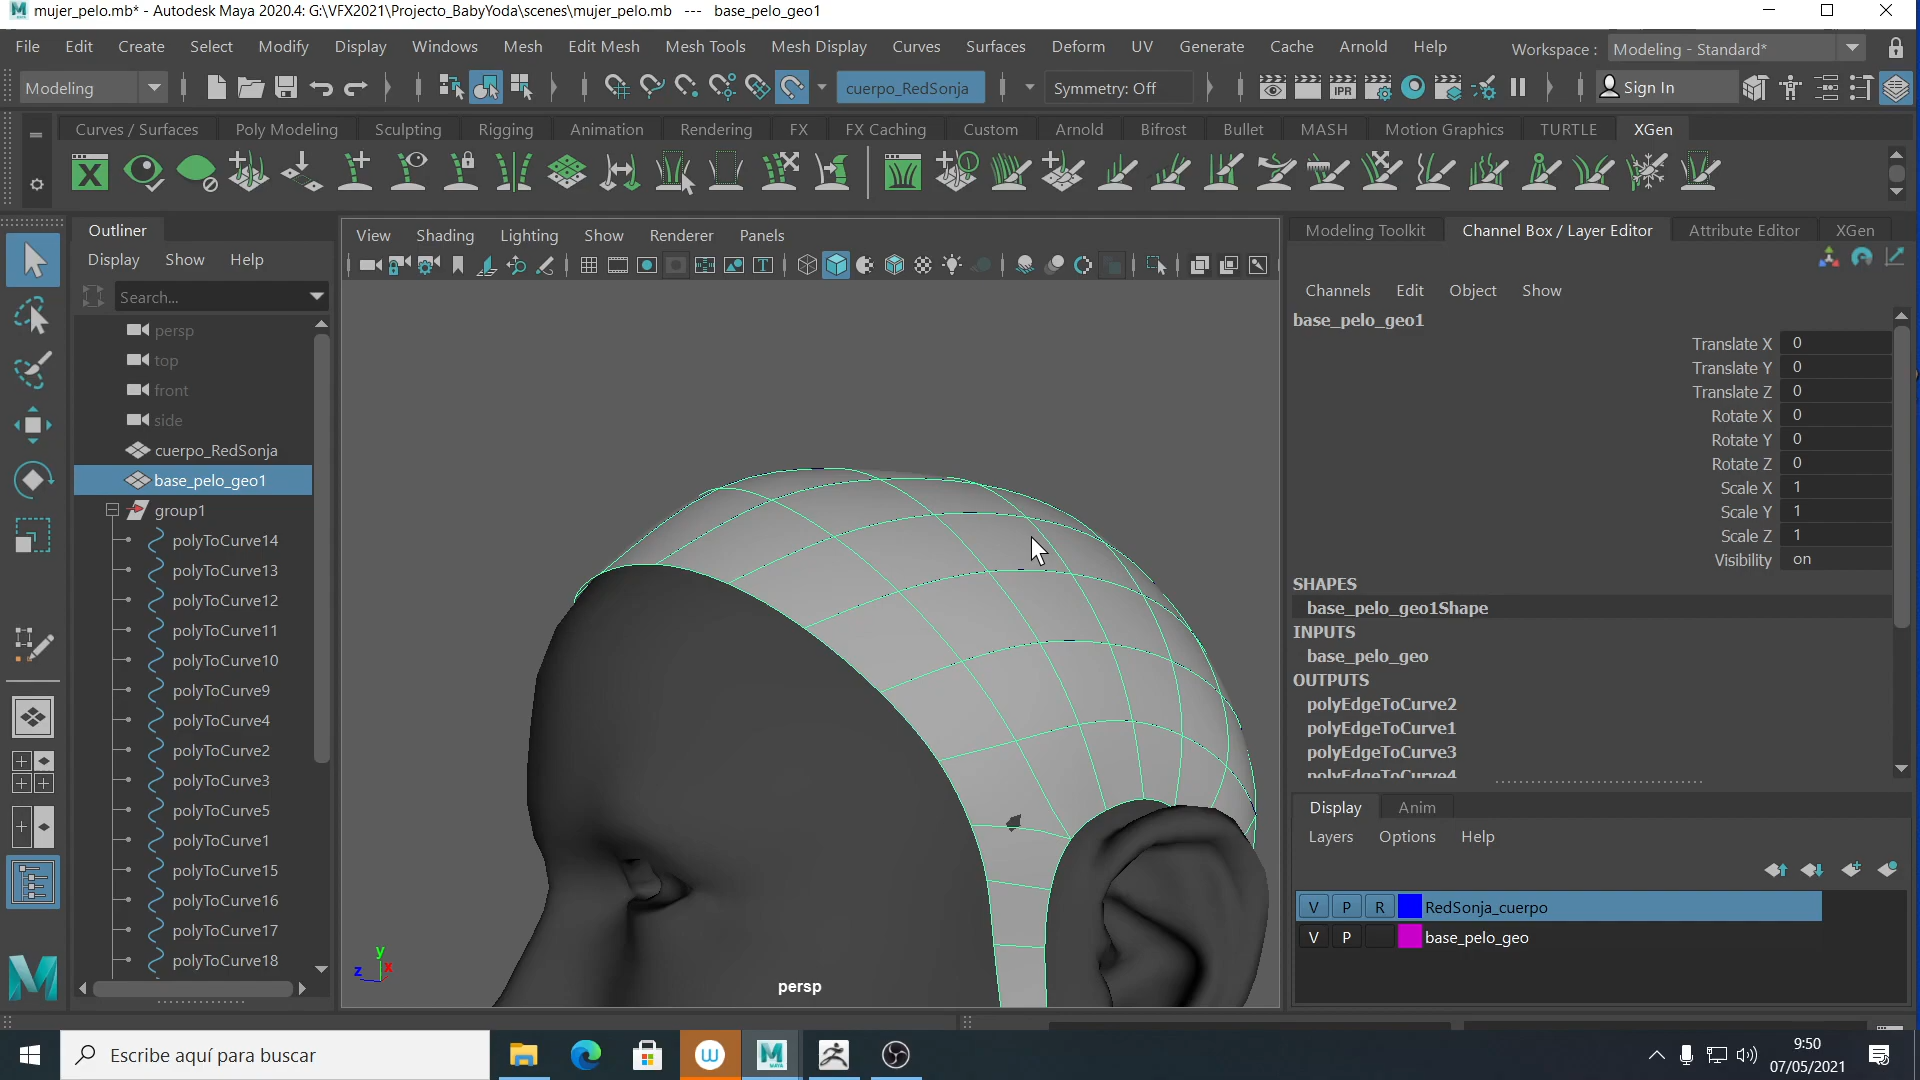 mujer_pelo.mb* - Autodesk Maya 2020.4: G:\VFX2021\Projecto_BabyYoda\scenes\mujer_pelo.mb   ---   base_pelo_geo1
File Edit Create Select Modify Display Windows Mesh Edit Mesh Mesh Tools Mesh Display Curves Surfaces Deform UV Generate Cache Arnold Help Workspace : Modeling - Standard*
Modeling cuerpo_RedSonja Symmetry: Off IPR Sign In
Curves / Surfaces Poly Modeling Sculpting Rigging Animation Rendering FX FX Caching Custom Arnold Bifrost Bullet MASH Motion Graphics TURTLE XGen
Outliner
Display Show Help
Search...
persp
top
front
side
cuerpo_RedSonja
base_pelo_geo1
group1
polyToCurve14
polyToCurve13
polyToCurve12
polyToCurve11
polyToCurve10
polyToCurve9
polyToCurve4
polyToCurve2
polyToCurve3
polyToCurve5
polyToCurve1
polyToCurve15
polyToCurve16
polyToCurve17
polyToCurve18
View Shading Lighting Show Renderer Panels
y
z x
persp
Modeling Toolkit Channel Box / Layer Editor Attribute Editor XGen
Channels Edit Object Show
base_pelo_geo1
Translate X 0
Translate Y 0
Translate Z 0
Rotate X 0
Rotate Y 0
Rotate Z 0
Scale X 1
Scale Y 1
Scale Z 1
Visibility on
SHAPES
base_pelo_geo1Shape
INPUTS
base_pelo_geo
OUTPUTS
polyEdgeToCurve2
polyEdgeToCurve1
polyEdgeToCurve3
polyEdgeToCurve4
Display Anim
Layers Options Help
V P R RedSonja_cuerpo
V P base_pelo_geo
Escribe aquí para buscar
9:50
07/05/2021